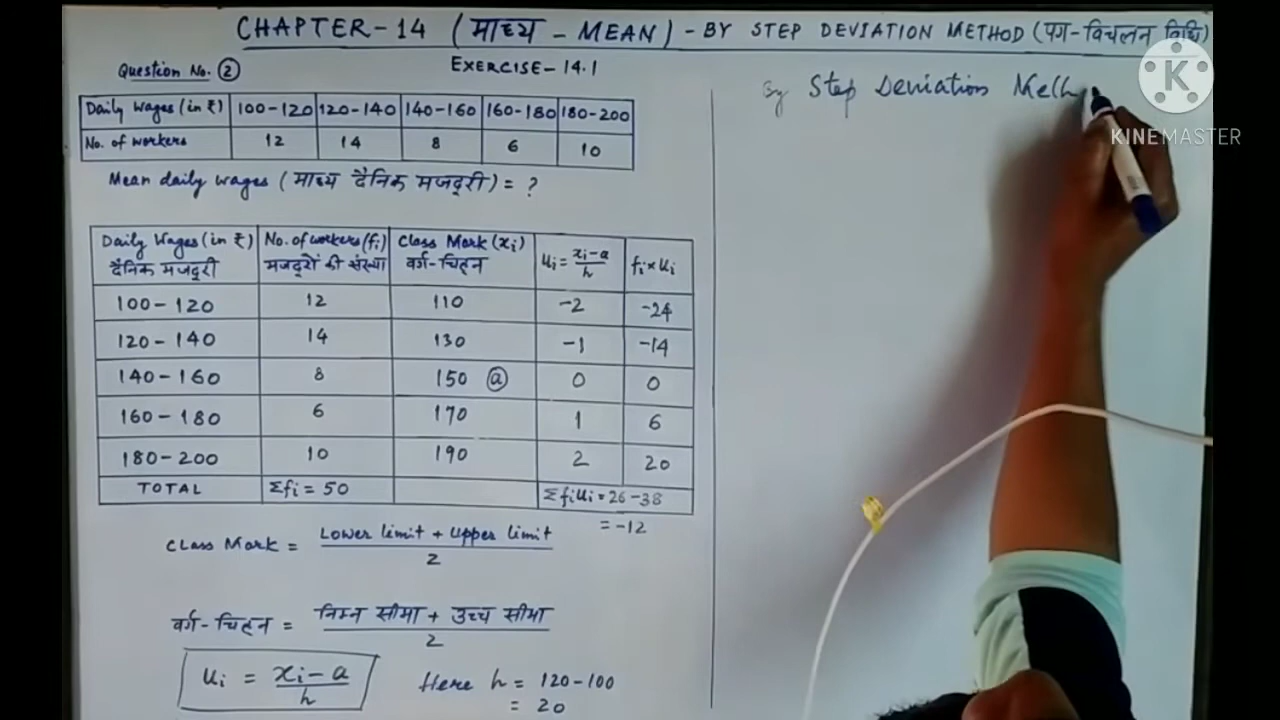 CHAPTER-14 (माध्य - MEAN) - BY STEP DEVIATION METHOD (पग-विचलन विधि)
EXERCISE-14.1
Question No. ②
Daily Wages (in ₹) 100-120 120-140 140-160 160-180 180-200
No. of workers 12 14 8 6 10
Mean daily wages (माध्य दैनिक मजदूरी) = ?
Daily Wages (in ₹) No. of workers (fi) Class Mark (xi) ui = xi-a/h fi×ui
दैनिक मजदूरी मजदूरों की संख्या वर्ग-चिह्न
100-120 12 110 -2 -24
120-140 14 130 -1 -14
140-160 8 150 ⓐ 0 0
160-180 6 170 1 6
180-200 10 190 2 20
TOTAL Σfi = 50 Σfiui = 26-38
= -12
Class Mark = Lower limit + Upper limit
2
वर्ग-चिह्न = निम्न सीमा + उच्च सीमा
2
ui = xi-a/h
Here h = 120-100
= 20
By Step Deviation Meth
K
KINEMASTER